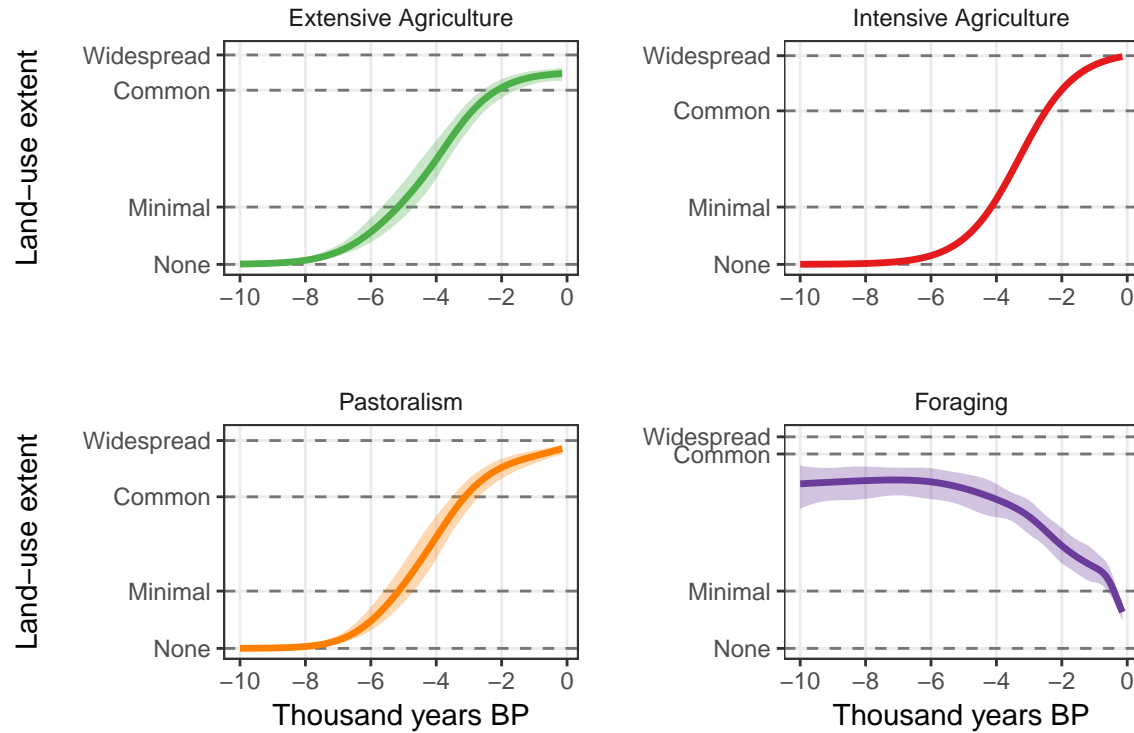 Extensive Agriculture
Intensive Agriculture
Land−use extent
Widespread
Common
Minimal
None
−10 −8 −6 −4 −2 0
Widespread
Common
Minimal
None
−10 −8 −6 −4 −2 0
Pastoralism
Foraging
Land−use extent
Widespread
Common
Minimal
None
−10 −8 −6 −4 −2 0
Thousand years BP
Widespread
Common
Minimal
None
−10 −8 −6 −4 −2 0
Thousand years BP